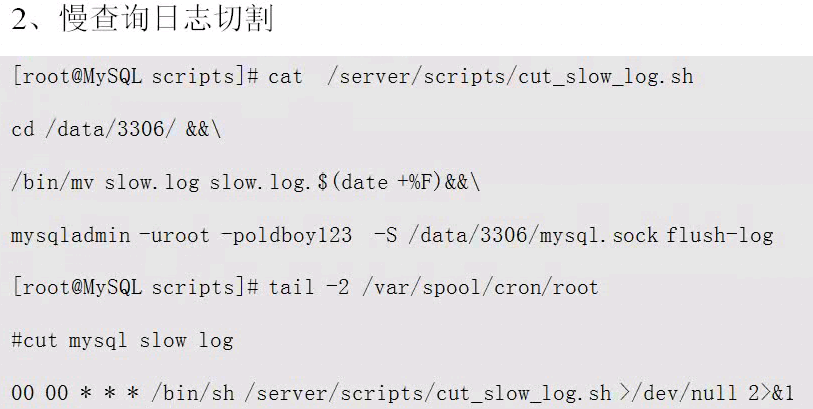 2、慢查询日志切割
[root@MySQL scripts]# cat  /server/scripts/cut_slow_log.sh
cd /data/3306/ &&\
/bin/mv slow.log slow.log.$(date +%F)&&\
mysqladmin -uroot -poldboy123  -S /data/3306/mysql.sock flush-log
[root@MySQL scripts]# tail -2 /var/spool/cron/root
#cut mysql slow log
00 00 * * * /bin/sh /server/scripts/cut_slow_log.sh >/dev/null 2>&1